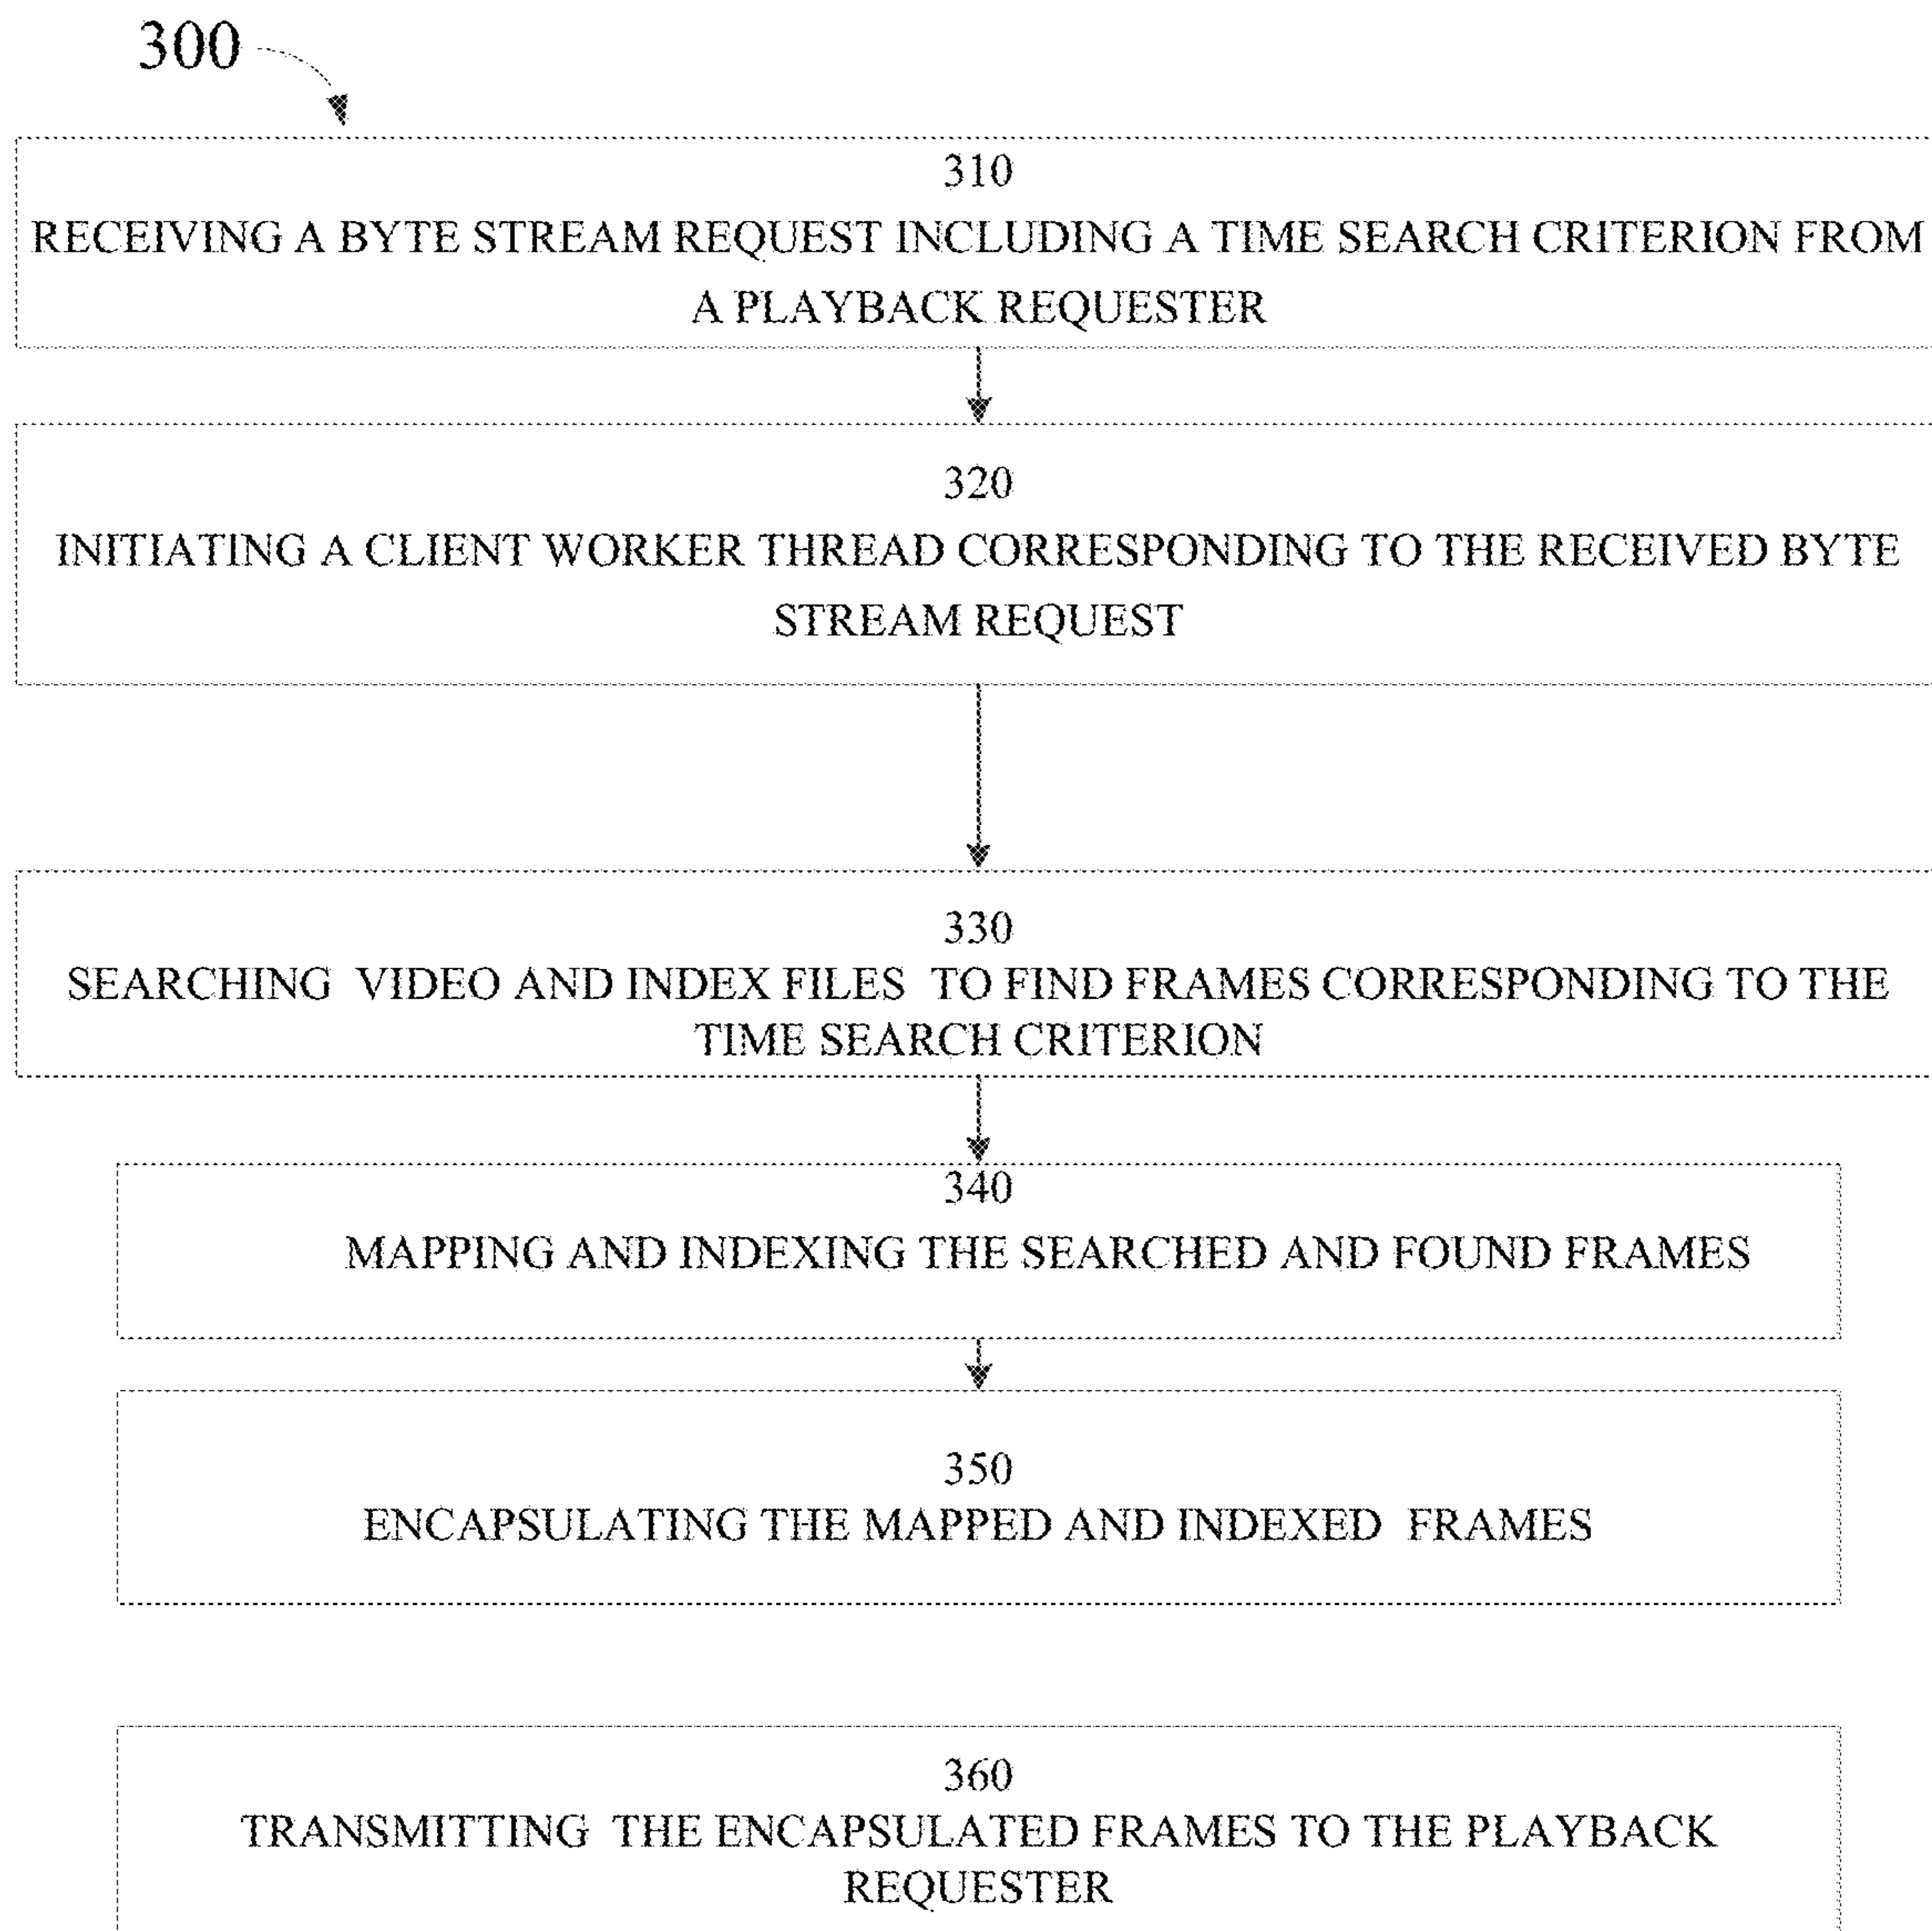 300
310
RECEIVING A BYTE STREAM REQUEST INCLUDING A TIME SEARCH CRITERION FROM
A PLAYBACK REQUESTER
320
INITIATING A CLIENT WORKER THREAD CORRESPONDING TO THE RECEIVED BYTE
STREAM REQUEST
330
SEARCHING VIDEO AND INDEX FILES TO FIND FRAMES CORRESPONDING TO THE
TIME SEARCH CRITERION
340
MAPPING AND INDEXING THE SEARCHED AND FOUND FRAMES
350
ENCAPSULATING THE MAPPED AND INDEXED FRAMES
360
TRANSMITTING THE ENCAPSULATED FRAMES TO THE PLAYBACK
REQUESTER